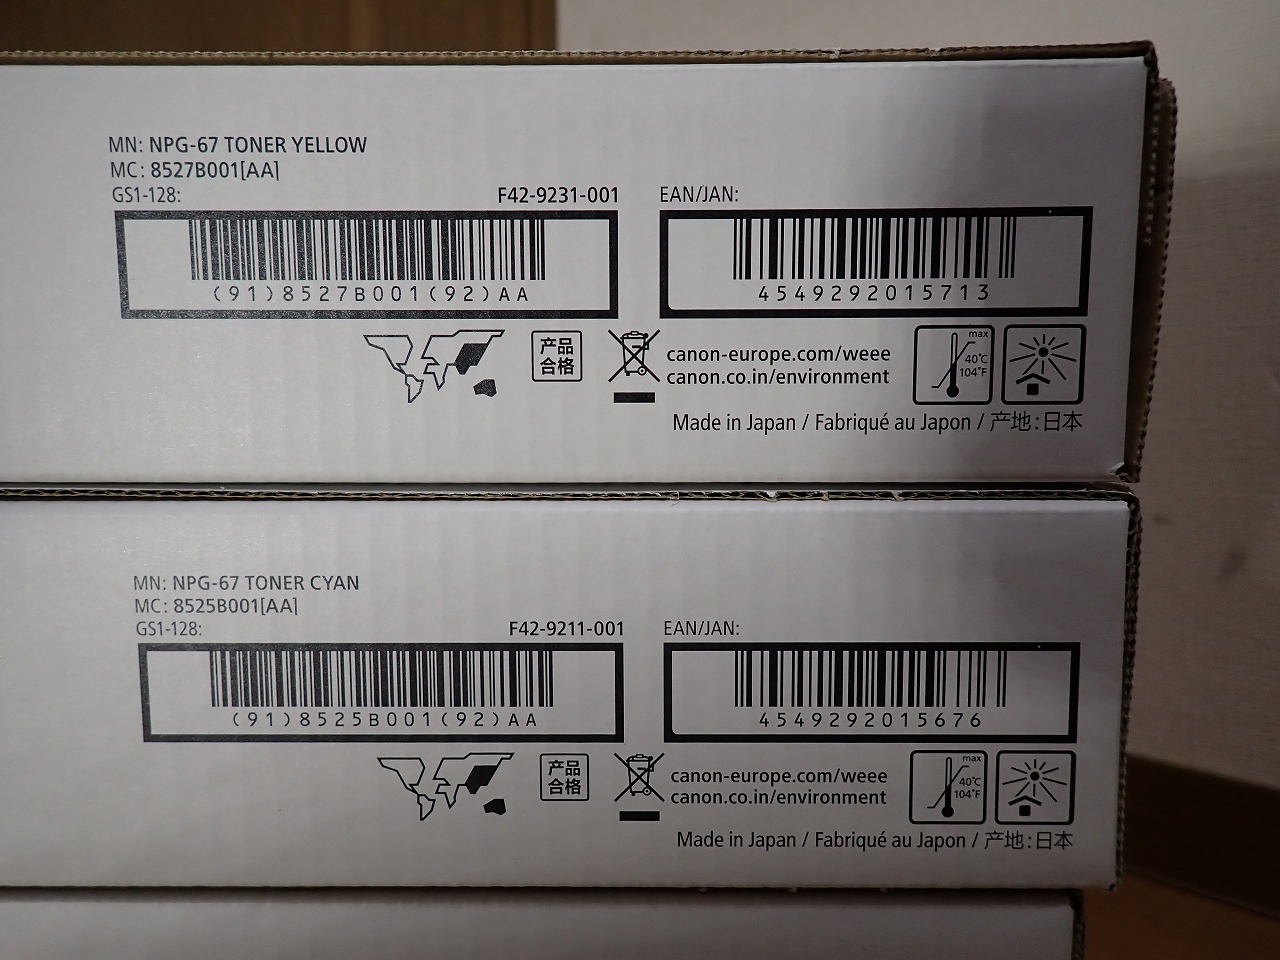 MN: NPG-67 TONER YELLOW
MC: 8527B001[AA]
GS1-128:
F42-9231-001
EAN/JAN:
(91)8527B001(92)AA
4549292015713
产品
合格
canon-europe.com/weee
canon.co.in/environment
max
40℃
104°F
Made in Japan / Fabriqué au Japon / 产地:日本
MN: NPG-67 TONER CYAN
MC: 8525B001[AA]
GS1-128:
F42-9211-001
EAN/JAN:
(91)8525B001(92)AA
4549292015676
产品
合格
canon-europe.com/weee
canon.co.in/environment
max
40℃
104°F
Made in Japan / Fabriqué au Japon / 产地:日本